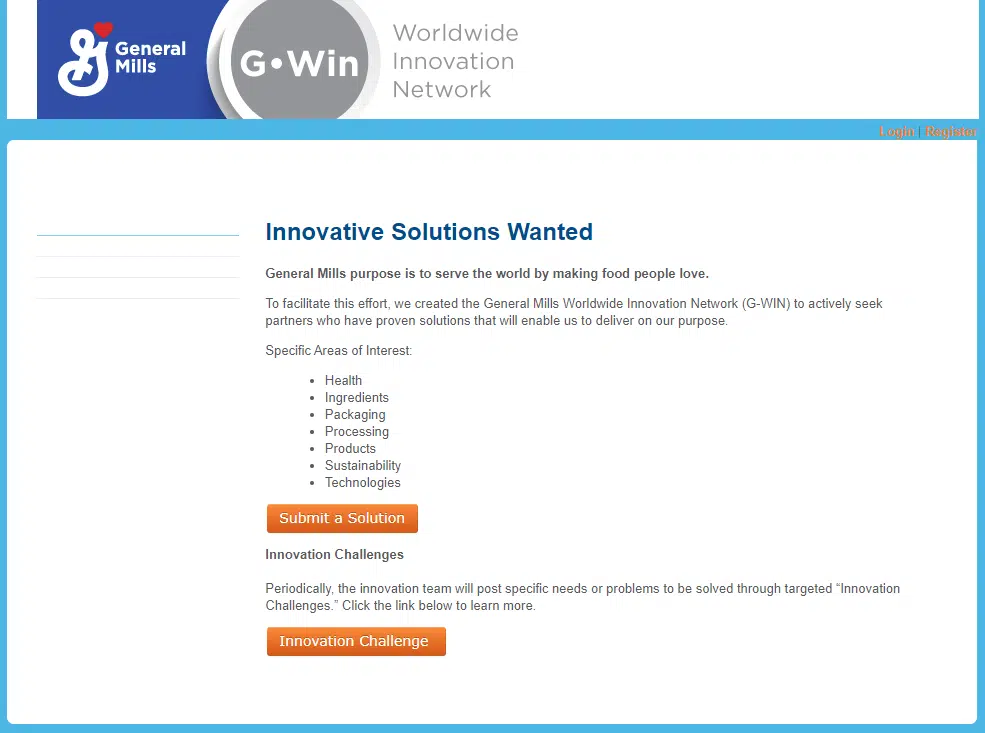 General
Mills
G•Win
Worldwide
Innovation
Network
Login | Register
Innovative Solutions Wanted
General Mills purpose is to serve the world by making food people love.
To facilitate this effort, we created the General Mills Worldwide Innovation Network (G-WIN) to actively seek
partners who have proven solutions that will enable us to deliver on our purpose.
Specific Areas of Interest:
• Health
• Ingredients
• Packaging
• Processing
• Products
• Sustainability
• Technologies
Submit a Solution
Innovation Challenges
Periodically, the innovation team will post specific needs or problems to be solved through targeted “Innovation
Challenges.” Click the link below to learn more.
Innovation Challenge